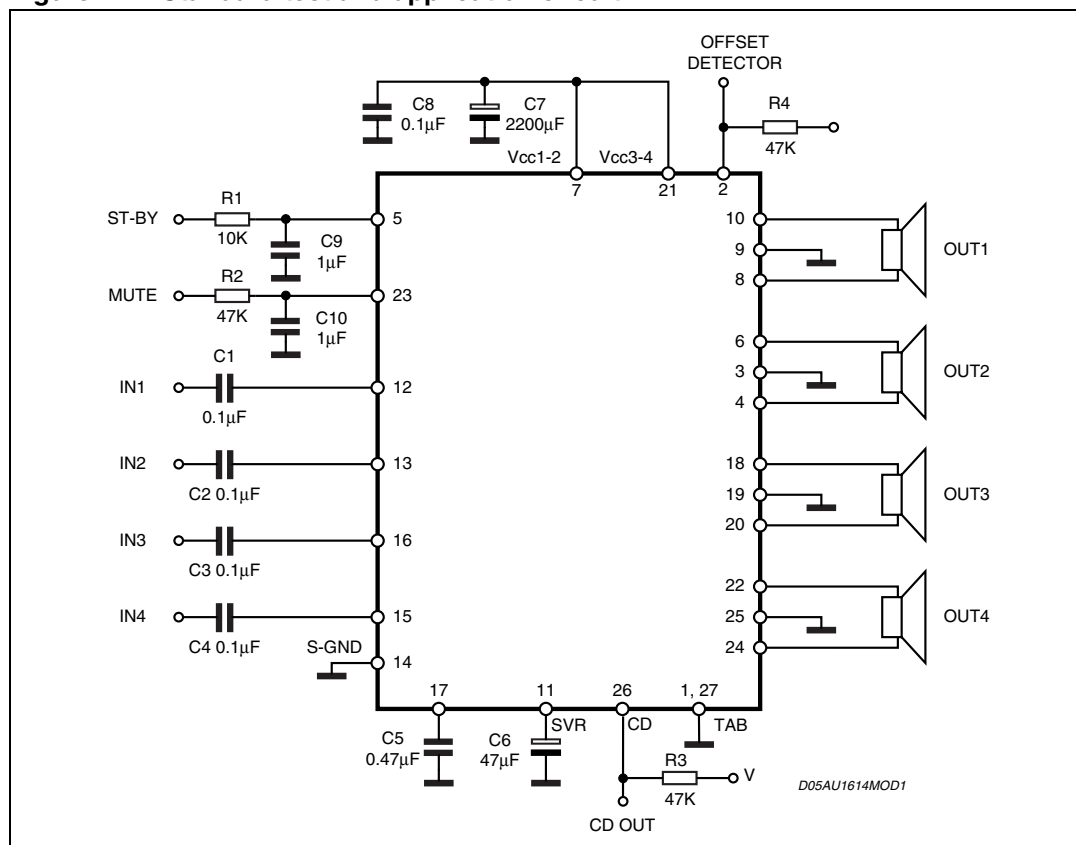 OFFSET
DETECTOR
C8
0.1µF
C7
2200µF
R4
47K
Vcc1-2
Vcc3-4
7
21
2
ST-BY
R1
10K
5
C9
1µF
MUTE
R2
47K
23
C10
1µF
IN1
C1
0.1µF
12
IN2
C2 0.1µF
13
IN3
C3 0.1µF
16
IN4
C4 0.1µF
15
S-GND
14
10
9
8
OUT1
6
3
4
OUT2
18
19
20
OUT3
22
25
24
OUT4
17
11
26
1, 27
SVR
CD
TAB
C5
0.47µF
C6
47µF
R3
47K
V
CD OUT
D05AU1614MOD1